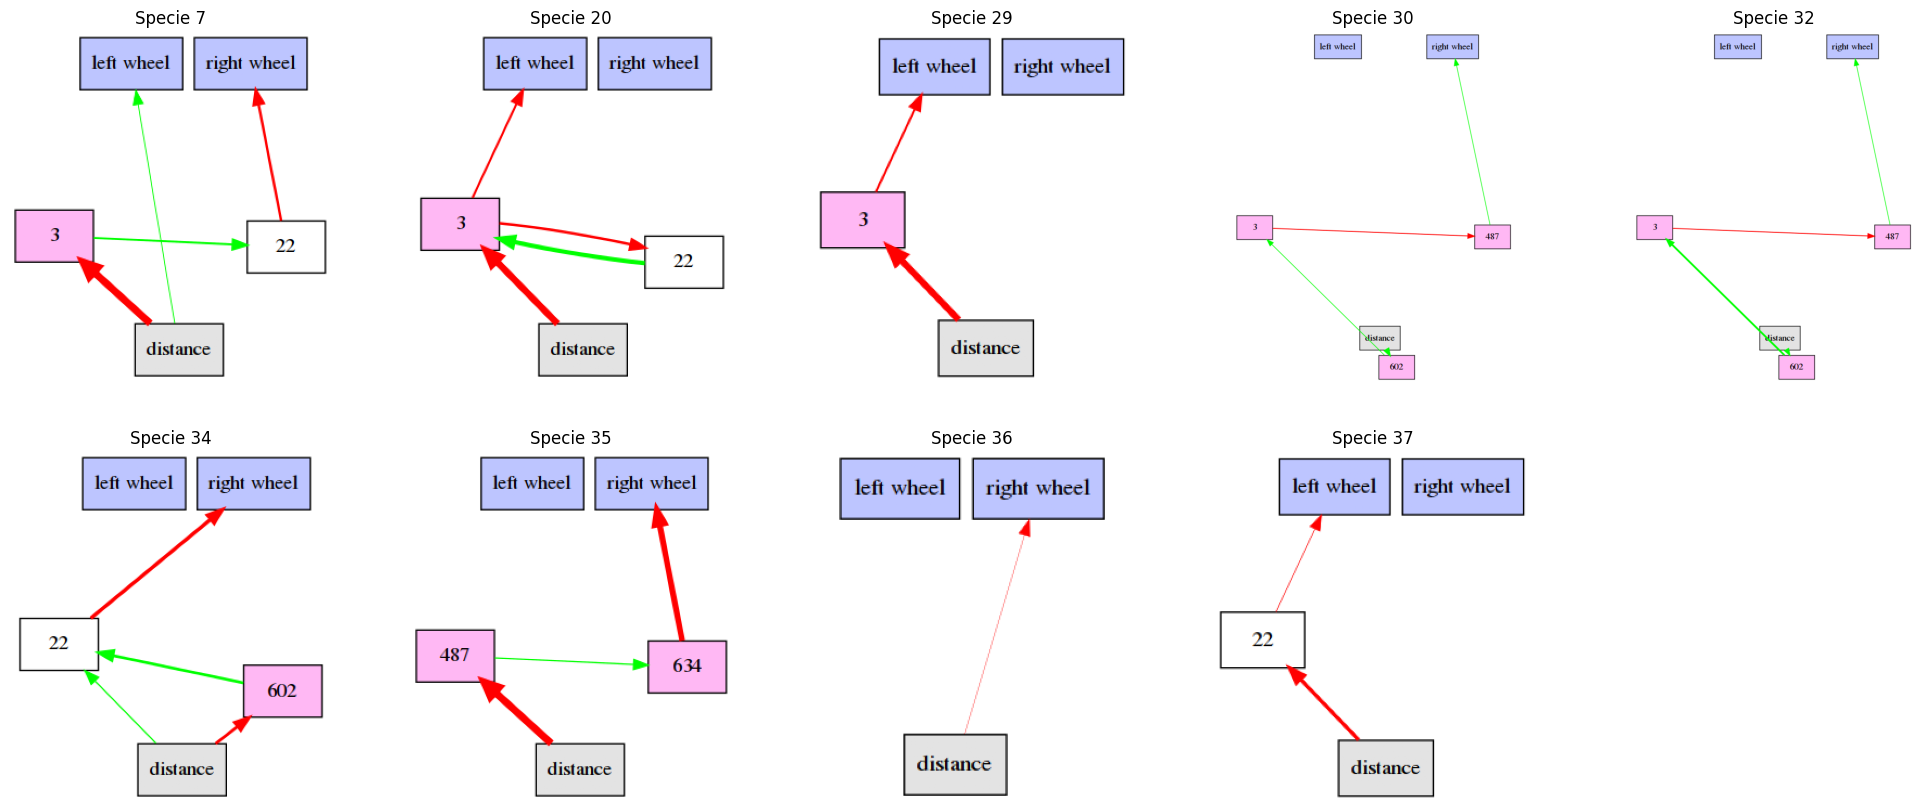 Specie 7
left wheel
right wheel
3
22
distance
Specie 20
left wheel
right wheel
3
22
distance
Specie 29
left wheel
right wheel
3
distance
Specie 30
left wheel
right wheel
3
487
distance
602
Specie 32
left wheel
right wheel
3
487
distance
602
Specie 34
left wheel
right wheel
22
602
distance
Specie 35
left wheel
right wheel
487
634
distance
Specie 36
left wheel
right wheel
distance
Specie 37
left wheel
right wheel
22
distance